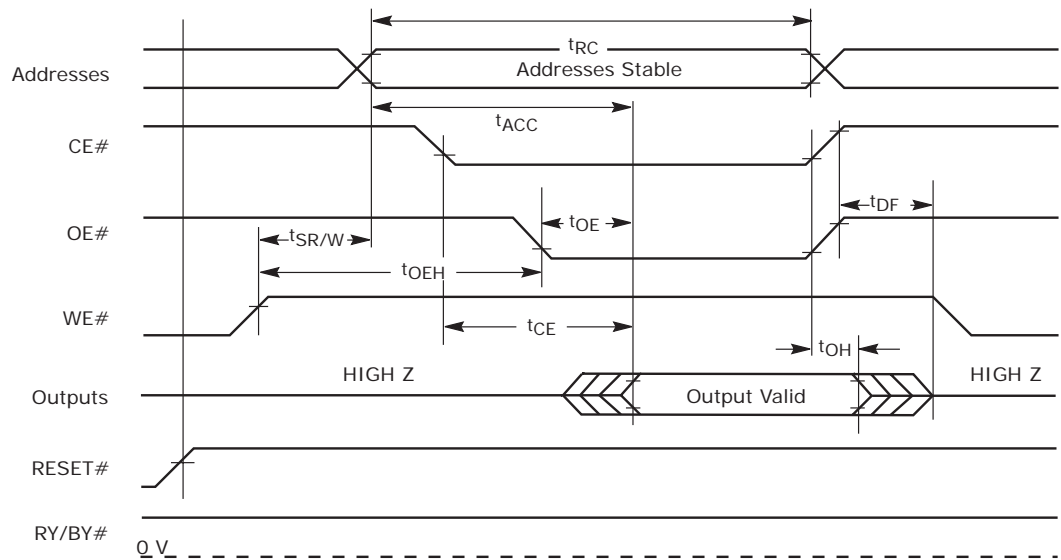 tRC
Addresses
Addresses Stable
tACC
CE#
tDF
OE#
tOE
tSR/W
tOEH
WE#
tCE
tOH
HIGH Z
HIGH Z
Outputs
Output Valid
RESET#
RY/BY#
0 V